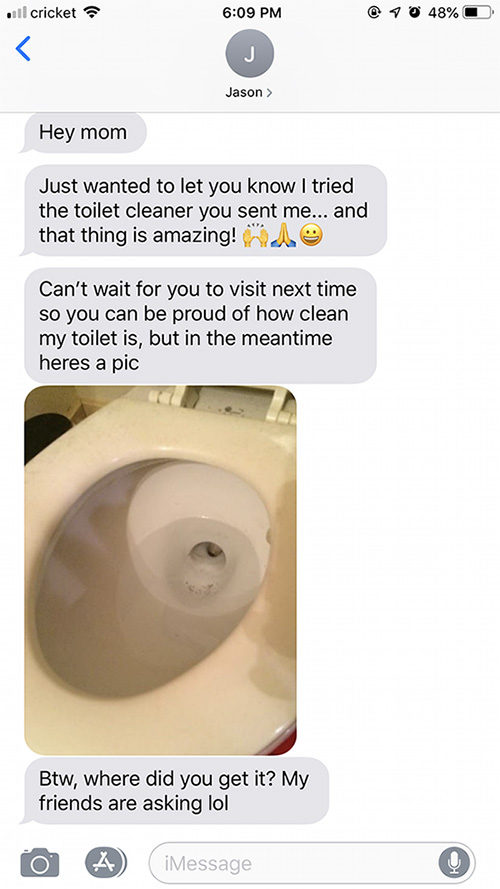 cricket 6:09 PM 48%
J
Jason >
Hey mom
Just wanted to let you know I tried
the toilet cleaner you sent me... and
that thing is amazing! 🙌🙏😀
Can't wait for you to visit next time
so you can be proud of how clean
my toilet is, but in the meantime
heres a pic
Btw, where did you get it? My
friends are asking lol
iMessage